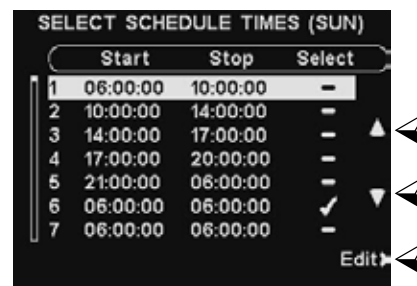 SELECT SCHEDULE TIMES (SUN)
Start Stop Select
1 06:00:00 10:00:00 –
2 10:00:00 14:00:00 –
3 14:00:00 17:00:00 –
4 17:00:00 20:00:00 –
5 21:00:00 06:00:00 –
6 06:00:00 06:00:00 ✓
7 06:00:00 06:00:00 –
Edit